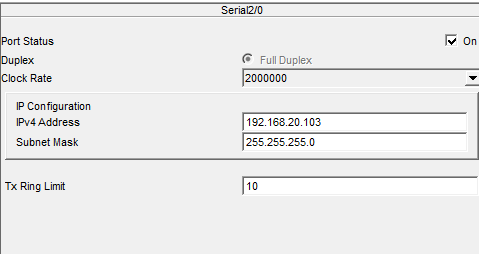 Serial2/0
Port Status On
Duplex Full Duplex
Clock Rate 2000000
IP Configuration
IPv4 Address 192.168.20.103
Subnet Mask 255.255.255.0
Tx Ring Limit 10